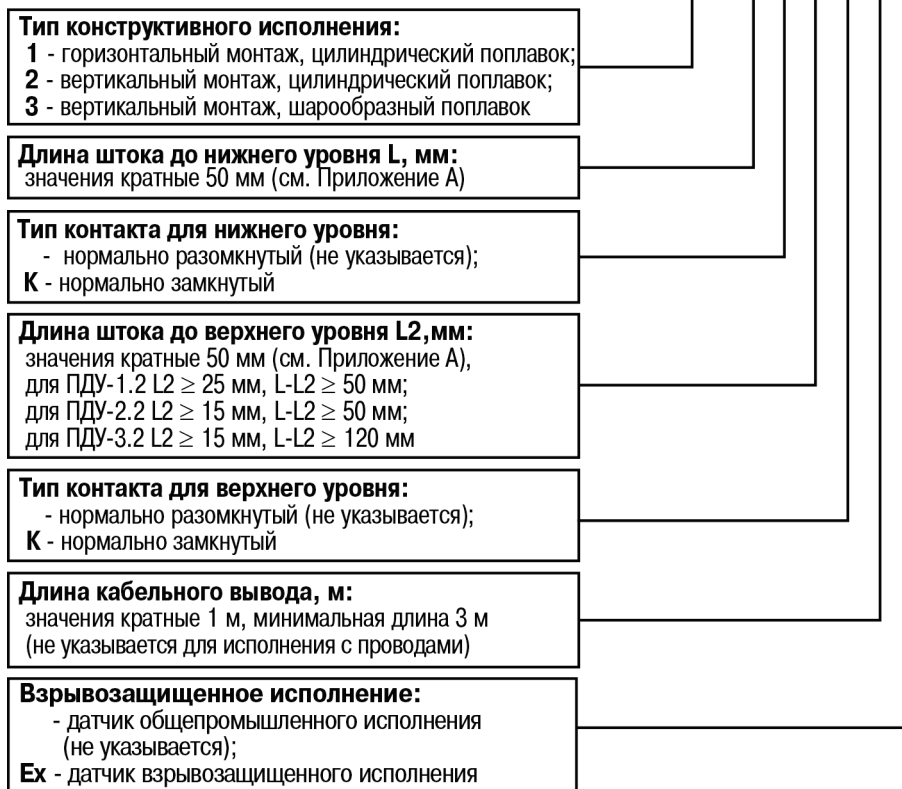 Тип конструктивного исполнения:
1 - горизонтальный монтаж, цилиндрический поплавок;
2 - вертикальный монтаж, цилиндрический поплавок;
3 - вертикальный монтаж, шарообразный поплавок
Длина штока до нижнего уровня L, мм:
значения кратные 50 мм (см. Приложение А)
Тип контакта для нижнего уровня:
- нормально разомкнутый (не указывается);
К - нормально замкнутый
Длина штока до верхнего уровня L2,мм:
значения кратные 50 мм (см. Приложение А),
для ПДУ-1.2 L2 ≥ 25 мм, L-L2 ≥ 50 мм;
для ПДУ-2.2 L2 ≥ 15 мм, L-L2 ≥ 50 мм;
для ПДУ-3.2 L2 ≥ 15 мм, L-L2 ≥ 120 мм
Тип контакта для верхнего уровня:
- нормально разомкнутый (не указывается);
К - нормально замкнутый
Длина кабельного вывода, м:
значения кратные 1 м, минимальная длина 3 м
(не указывается для исполнения с проводами)
Взрывозащищенное исполнение:
- датчик общепромышленного исполнения
(не указывается);
Ex - датчик взрывозащищенного исполнения